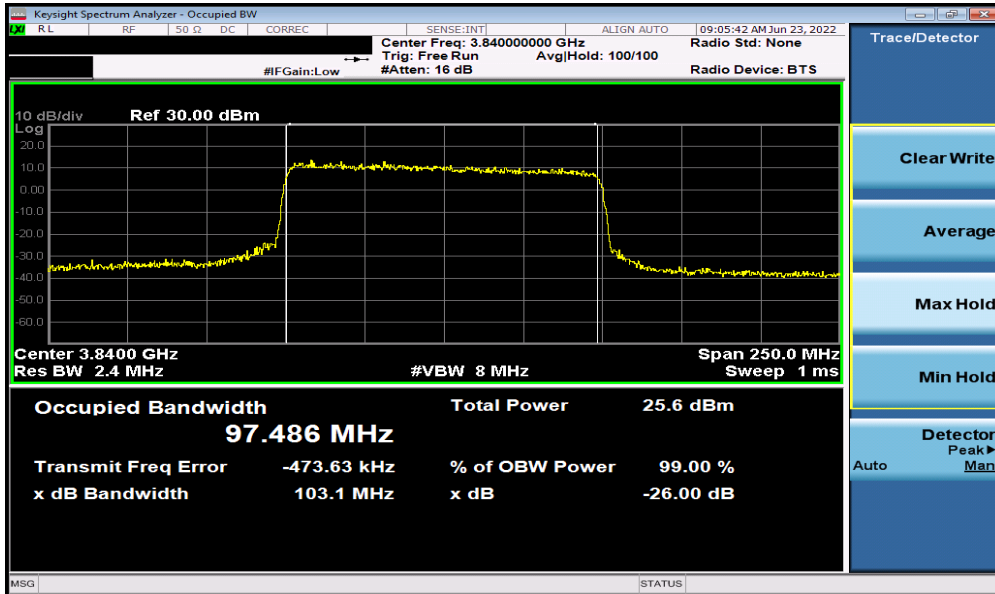 Keysight Spectrum Analyzer - Occupied BW
LXI RL RF 50 Ω DC CORREC SENSE:INT ALIGN AUTO 09:05:42 AM Jun 23, 2022
Center Freq: 3.840000000 GHz Radio Std: None
Trig: Free Run Avg|Hold: 100/100
#IFGain:Low #Atten: 16 dB Radio Device: BTS
10 dB/div Ref 30.00 dBm
Log
20.0
10.0
0.00
-10.0
-20.0
-30.0
-40.0
-50.0
-60.0
Center 3.8400 GHz Span 250.0 MHz
Res BW 2.4 MHz #VBW 8 MHz Sweep 1 ms
Occupied Bandwidth Total Power 25.6 dBm
97.486 MHz
Transmit Freq Error -473.63 kHz % of OBW Power 99.00 %
x dB Bandwidth 103.1 MHz x dB -26.00 dB
MSG STATUS
Trace/Detector
Clear Write
Average
Max Hold
Min Hold
Detector
Peak▶
Auto Man